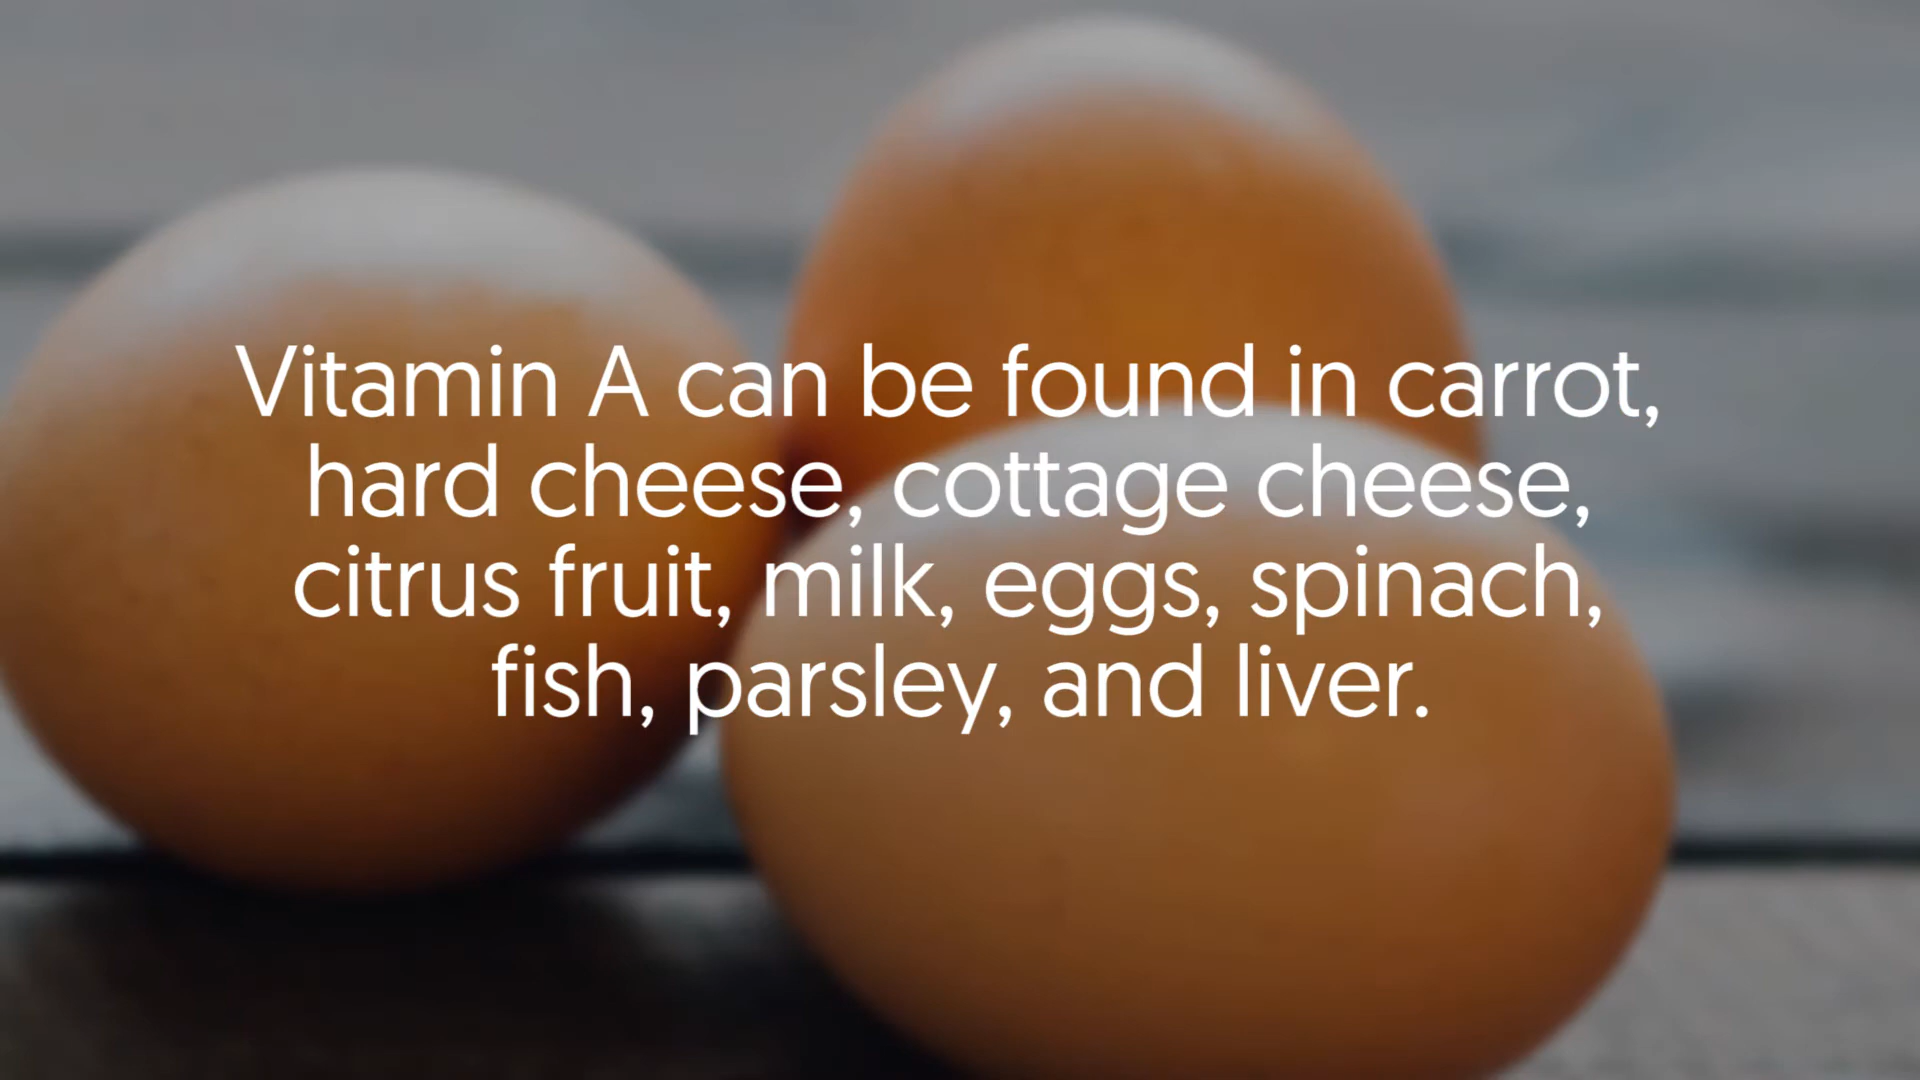 Vitamin A can be found in carrot,
hard cheese, cottage cheese,
citrus fruit, milk, eggs, spinach,
fish, parsley, and liver.